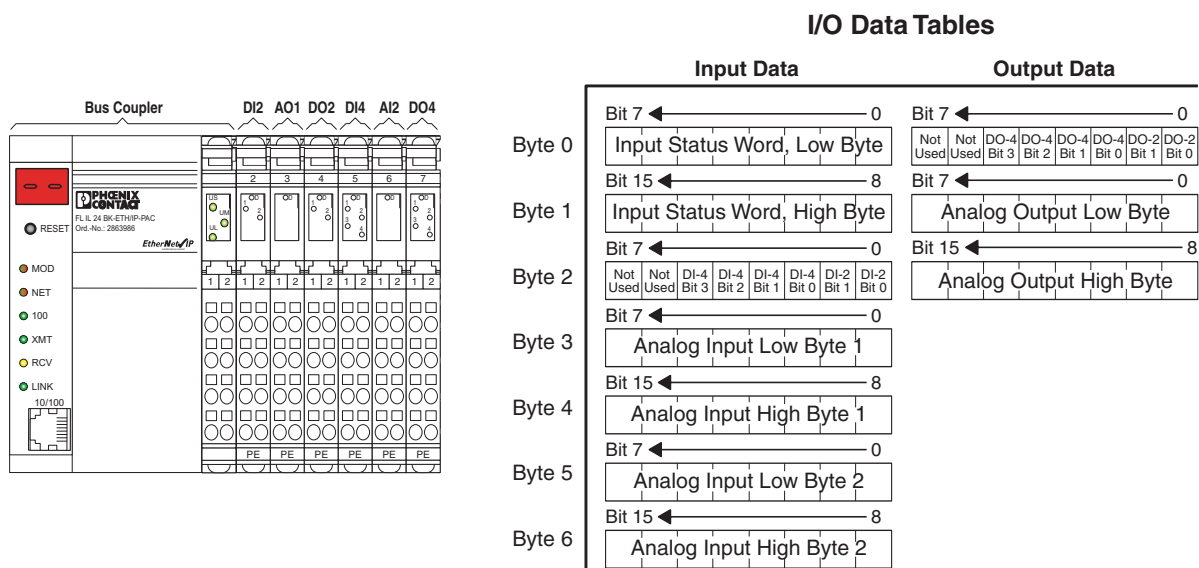 I/O Data Tables
Input Data Output Data
Bus Coupler DI2 AO1 DO2 DI4 AI2 DO4
2 3 4 5 6 7
PHŒNIX
CONTACT
FL IL 24 BK-ETH/IP-PAC
Ord.-No.: 2863986
EtherNet/IP
US
UM
UL
RESET
MOD
NET
100
XMT
RCV
LINK
10/100
1 2 1 2 1 2 1 2 1 2 1 2 1 2
PE PE PE PE PE PE
Bit 7 0 Bit 7 0
Byte 0 Input Status Word, Low Byte
Not Used Not Used DO-4 Bit 3 DO-4 Bit 2 DO-4 Bit 1 DO-4 Bit 0 DO-2 Bit 1 DO-2 Bit 0
Bit 15 8 Bit 7 0
Byte 1 Input Status Word, High Byte Analog Output Low Byte
Bit 7 0 Bit 15 8
Byte 2 Not Used Not Used DI-4 Bit 3 DI-4 Bit 2 DI-4 Bit 1 DI-4 Bit 0 DI-2 Bit 1 DI-2 Bit 0
Analog Output High Byte
Bit 7 0
Byte 3 Analog Input Low Byte 1
Bit 15 8
Byte 4 Analog Input High Byte 1
Bit 7 0
Byte 5 Analog Input Low Byte 2
Bit 15 8
Byte 6 Analog Input High Byte 2